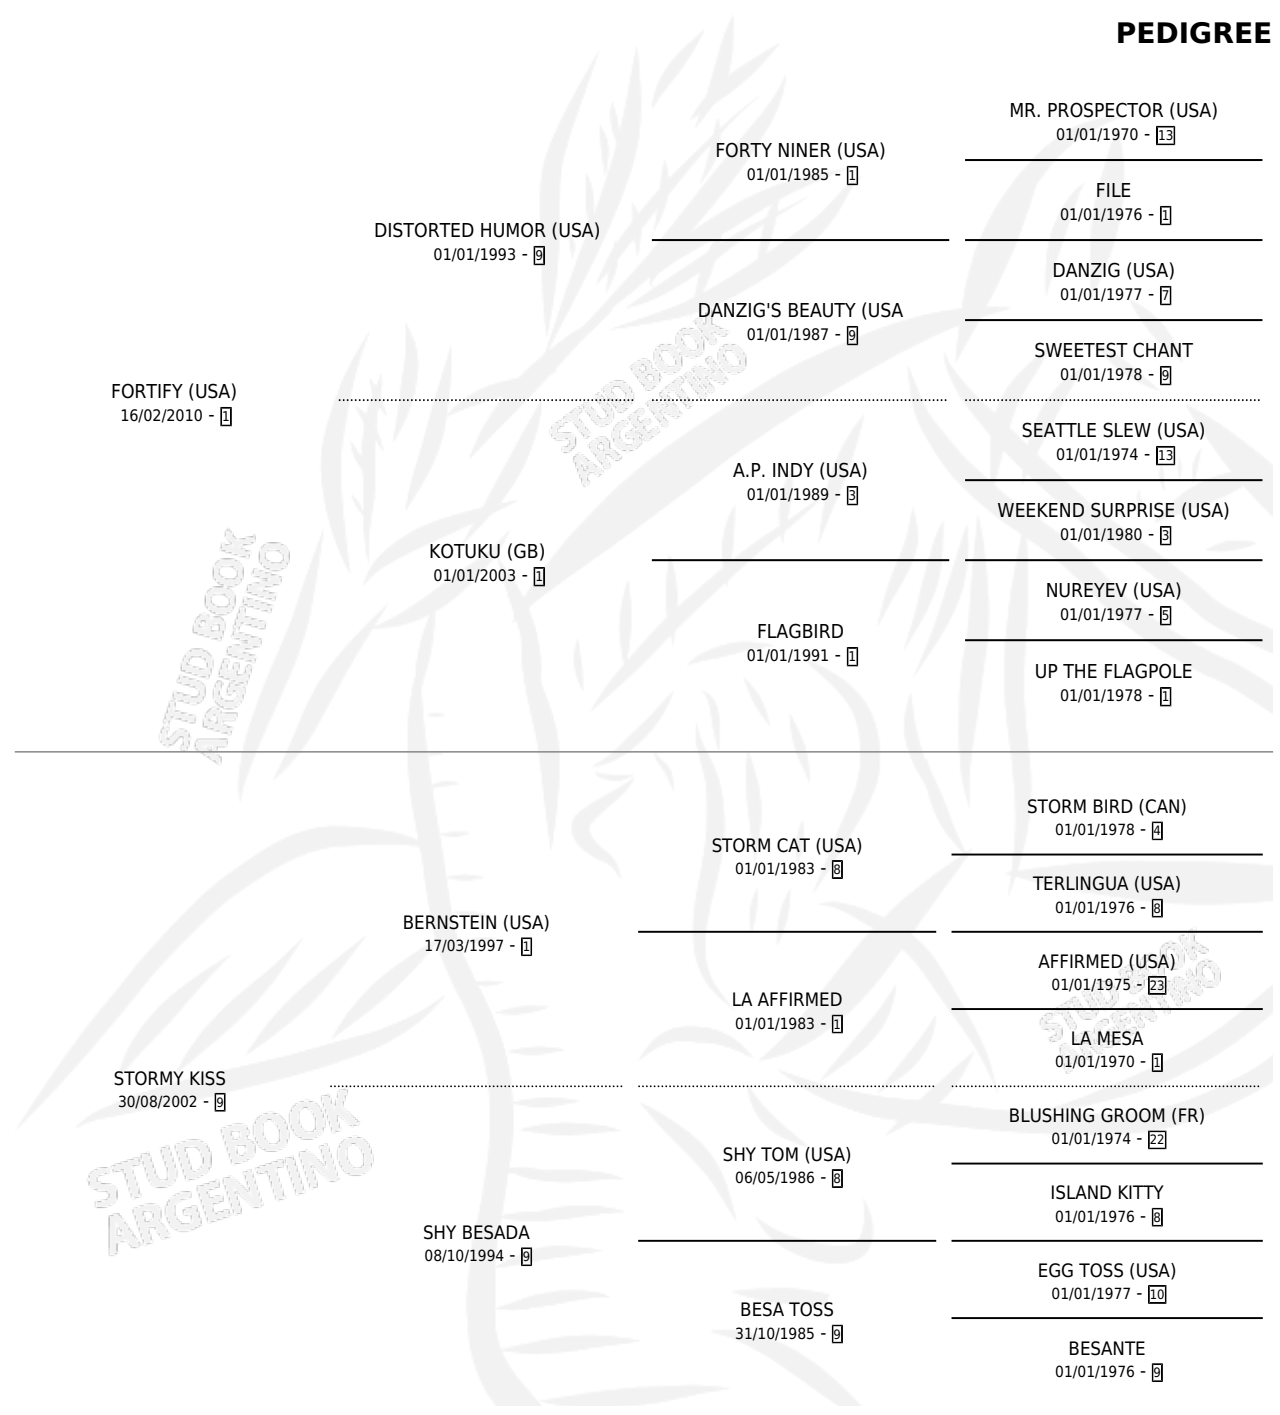 PEDIGREE
MR. PROSPECTOR (USA)
01/01/1970 - 13
FORTY NINER (USA)
01/01/1985 - 1
FILE
01/01/1976 - 1
DISTORTED HUMOR (USA)
01/01/1993 - 9
DANZIG (USA)
01/01/1977 - 7
DANZIG'S BEAUTY (USA
01/01/1987 - 9
SWEETEST CHANT
01/01/1978 - 9
FORTIFY (USA)
16/02/2010 - 1
SEATTLE SLEW (USA)
01/01/1974 - 13
A.P. INDY (USA)
01/01/1989 - 3
WEEKEND SURPRISE (USA)
01/01/1980 - 3
KOTUKU (GB)
01/01/2003 - 1
NUREYEV (USA)
01/01/1977 - 5
FLAGBIRD
01/01/1991 - 1
UP THE FLAGPOLE
01/01/1978 - 1
STORM BIRD (CAN)
01/01/1978 - 4
STORM CAT (USA)
01/01/1983 - 8
TERLINGUA (USA)
01/01/1976 - 8
BERNSTEIN (USA)
17/03/1997 - 1
AFFIRMED (USA)
01/01/1975 - 23
LA AFFIRMED
01/01/1983 - 1
LA MESA
01/01/1970 - 1
STORMY KISS
30/08/2002 - 9
BLUSHING GROOM (FR)
01/01/1974 - 22
SHY TOM (USA)
06/05/1986 - 8
ISLAND KITTY
01/01/1976 - 8
SHY BESADA
08/10/1994 - 9
EGG TOSS (USA)
01/01/1977 - 10
BESA TOSS
31/10/1985 - 9
BESANTE
01/01/1976 - 9
STUD BOOK
ARGENTINO
STUD BOOK
ARGENTINO
STUD BOOK
ARGENTINO
STUD BOOK
ARGENTINO